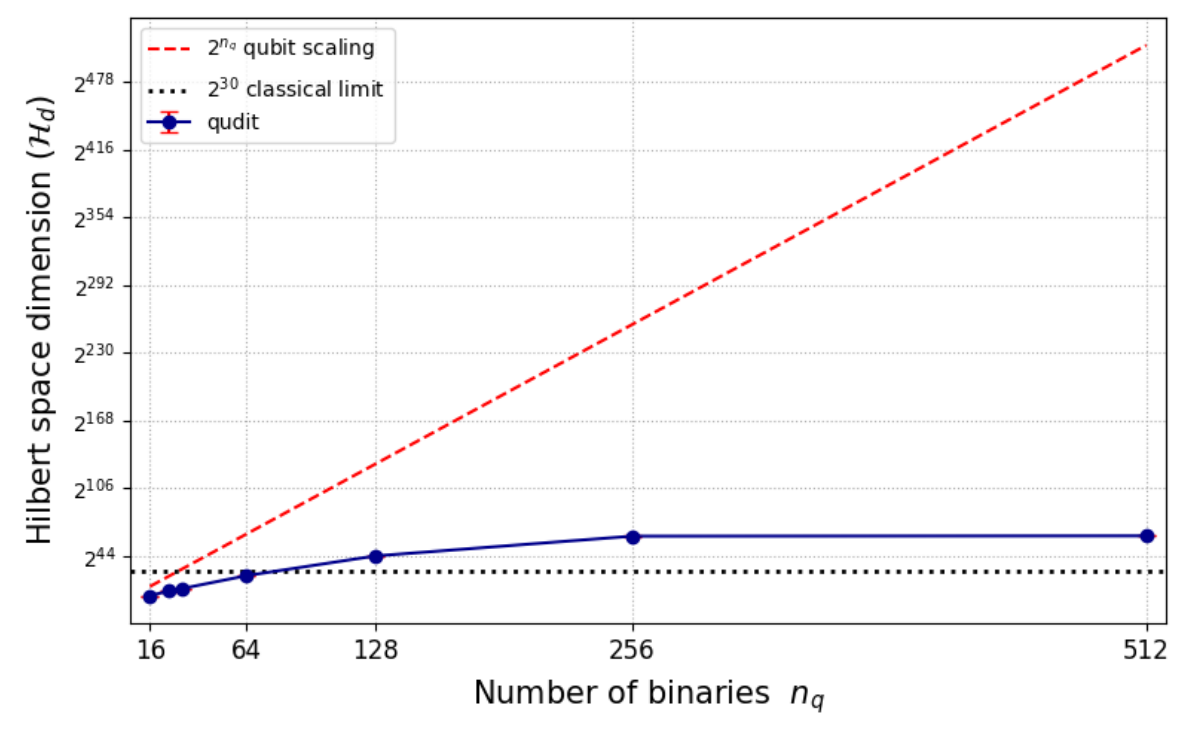 2^{n_q} qubit scaling
2^{30} classical limit
qudit
Hilbert space dimension (ℋ_d)
2^{478}
2^{416}
2^{354}
2^{292}
2^{230}
2^{168}
2^{106}
2^{44}
16 64 128 256 512
Number of binaries n_q